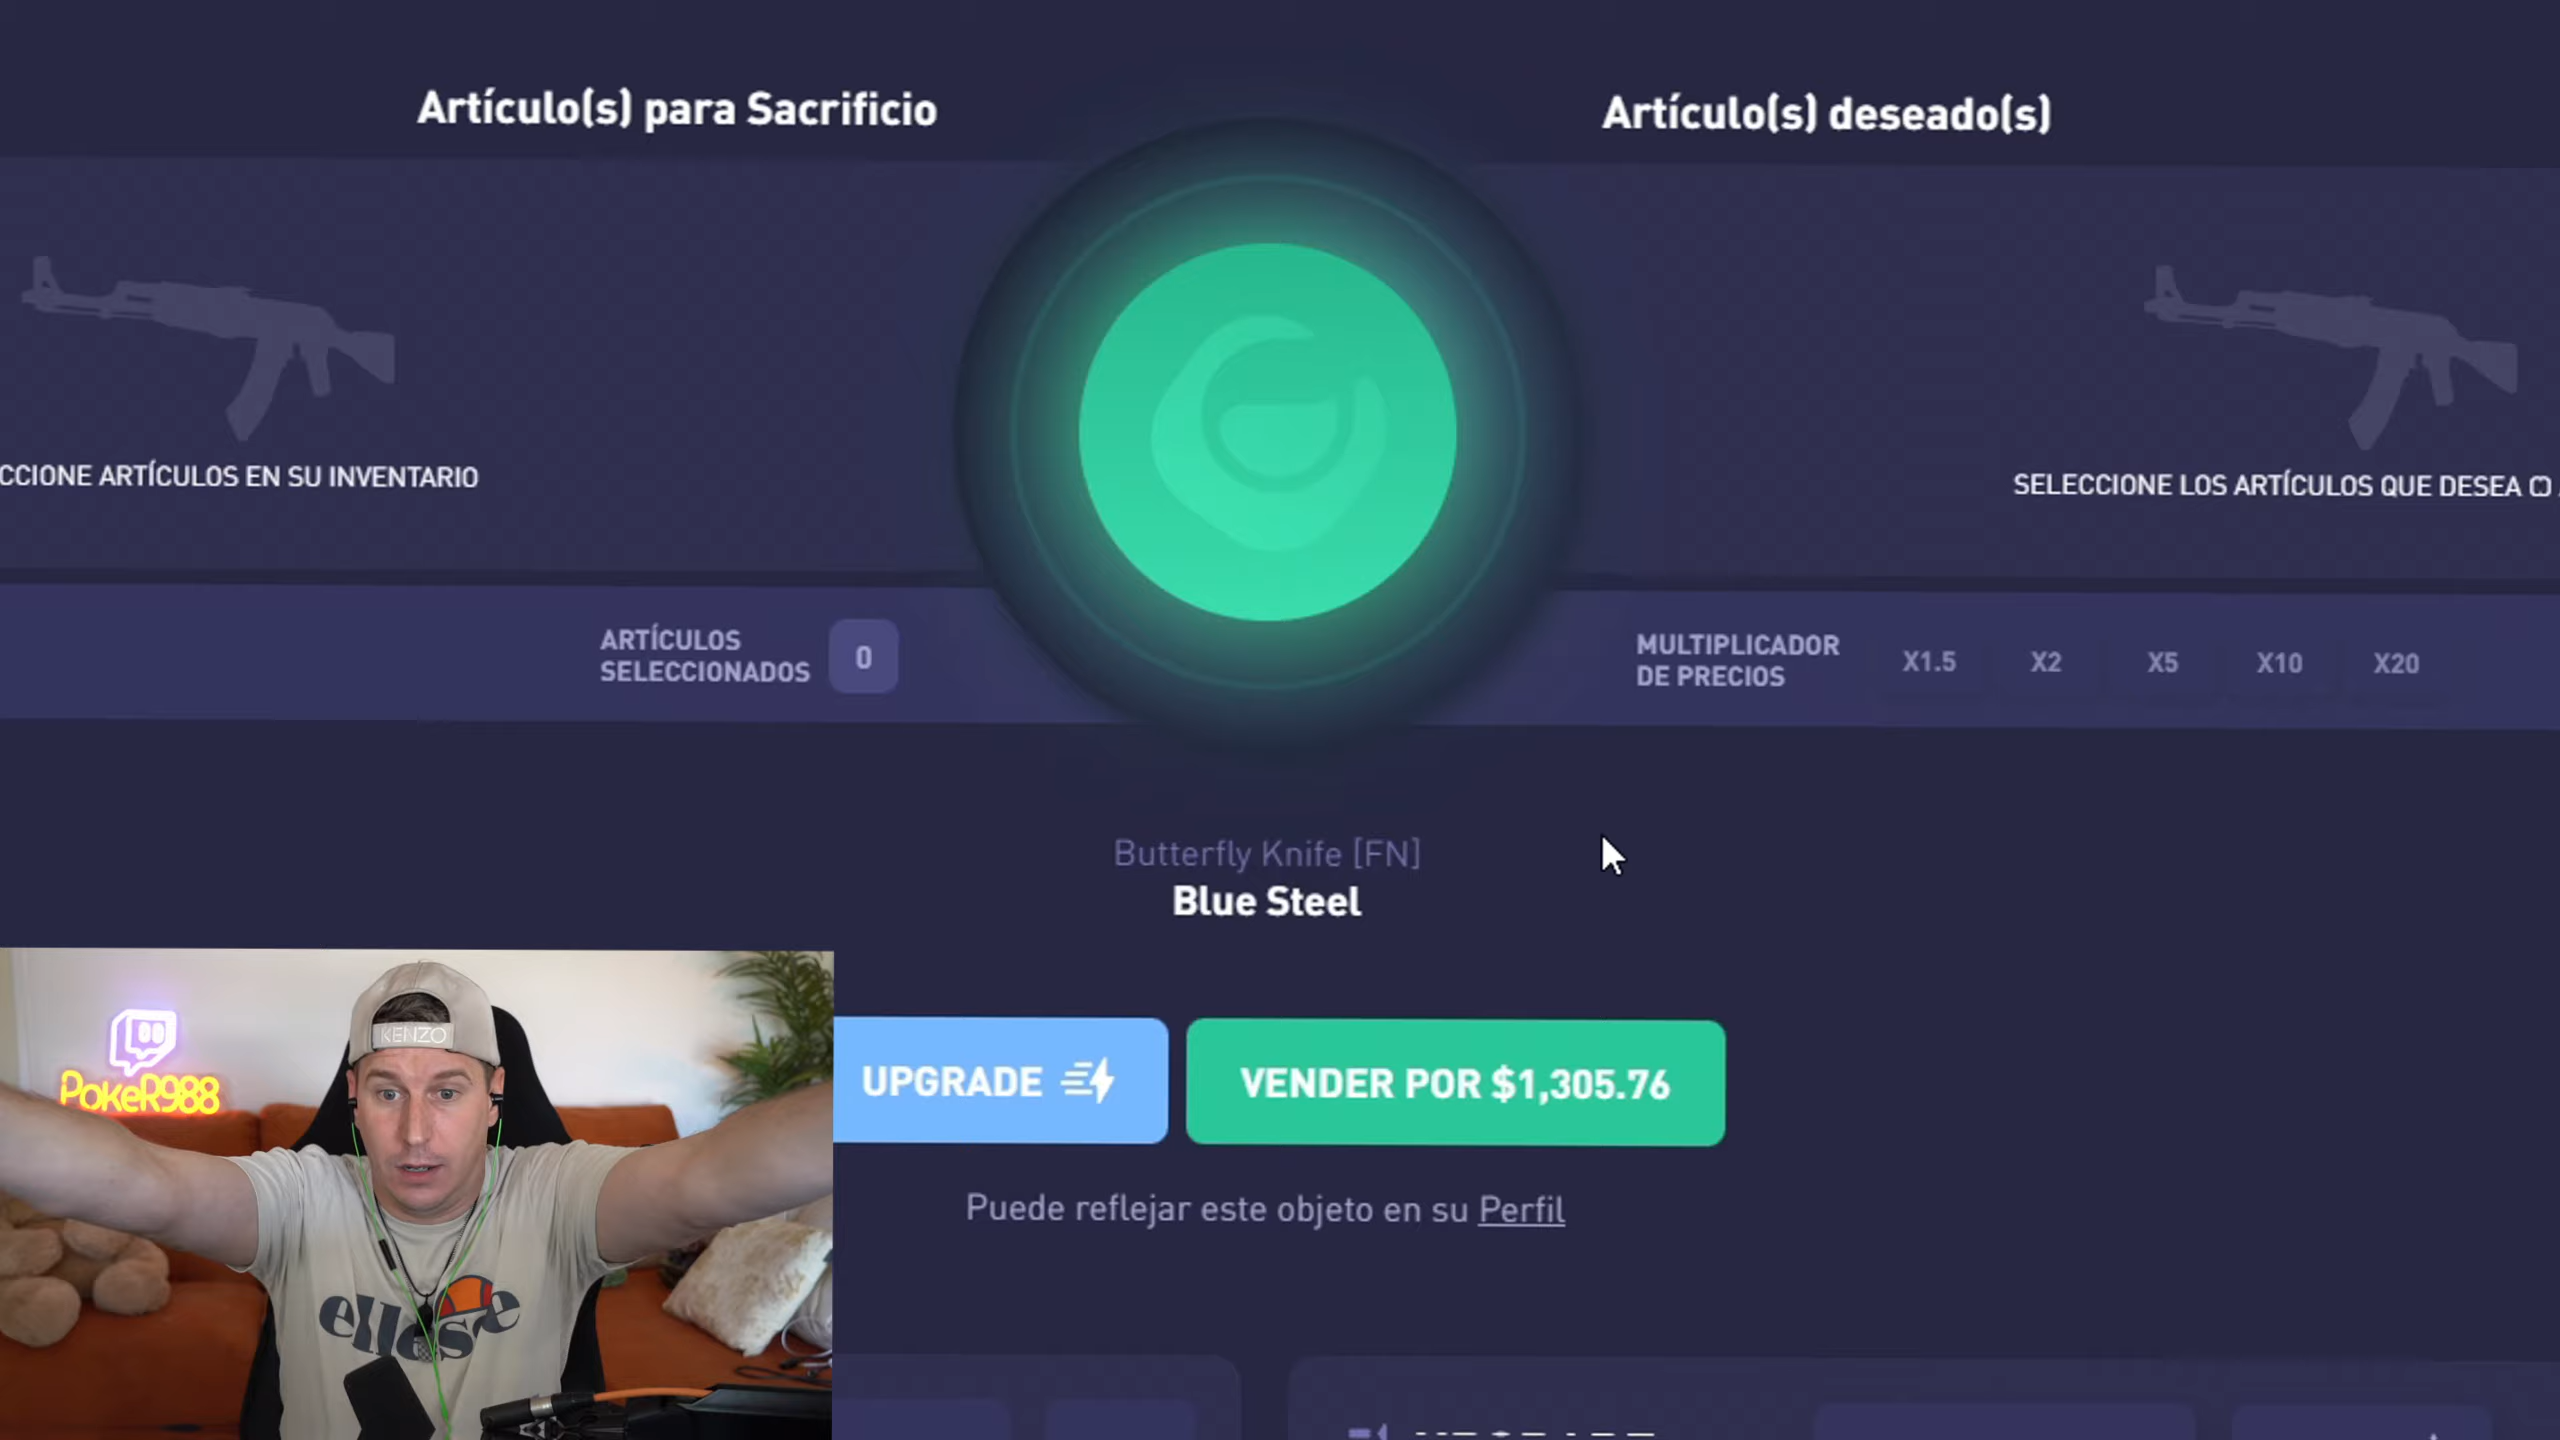 Artículo(s) para Sacrificio
Artículo(s) deseado(s)
ARTÍCULOS EN SU INVENTARIO
SELECCIONE LOS ARTÍCULOS QUE DESEA
ARTÍCULOS
SELECCIONADOS
0
MULTIPLICADOR
DE PRECIOS
X1.5
X2
X5
X10
X20
Butterfly Knife [FN]
Blue Steel
UPGRADE
VENDER POR $1,305.76
Puede reflejar este objeto en su Perfil
PokeR988
KENZO
ellesse